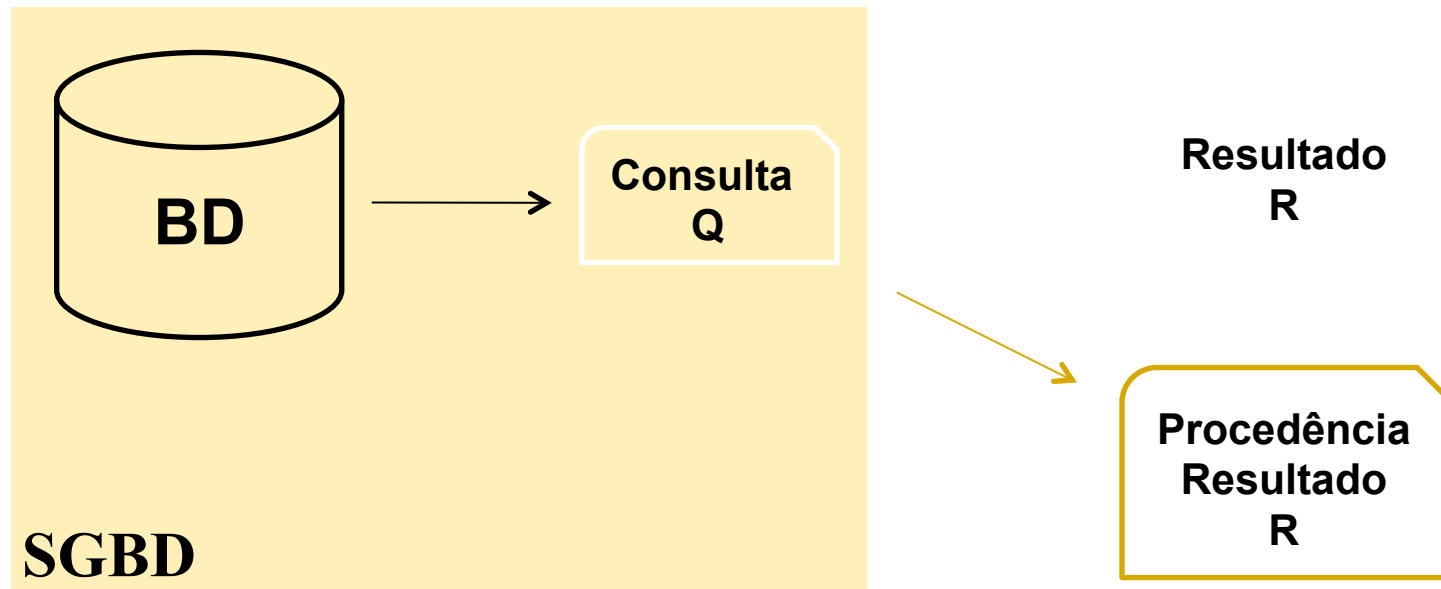 BD
Consulta
Q
Resultado
R
Procedência
Resultado
R
SGBD